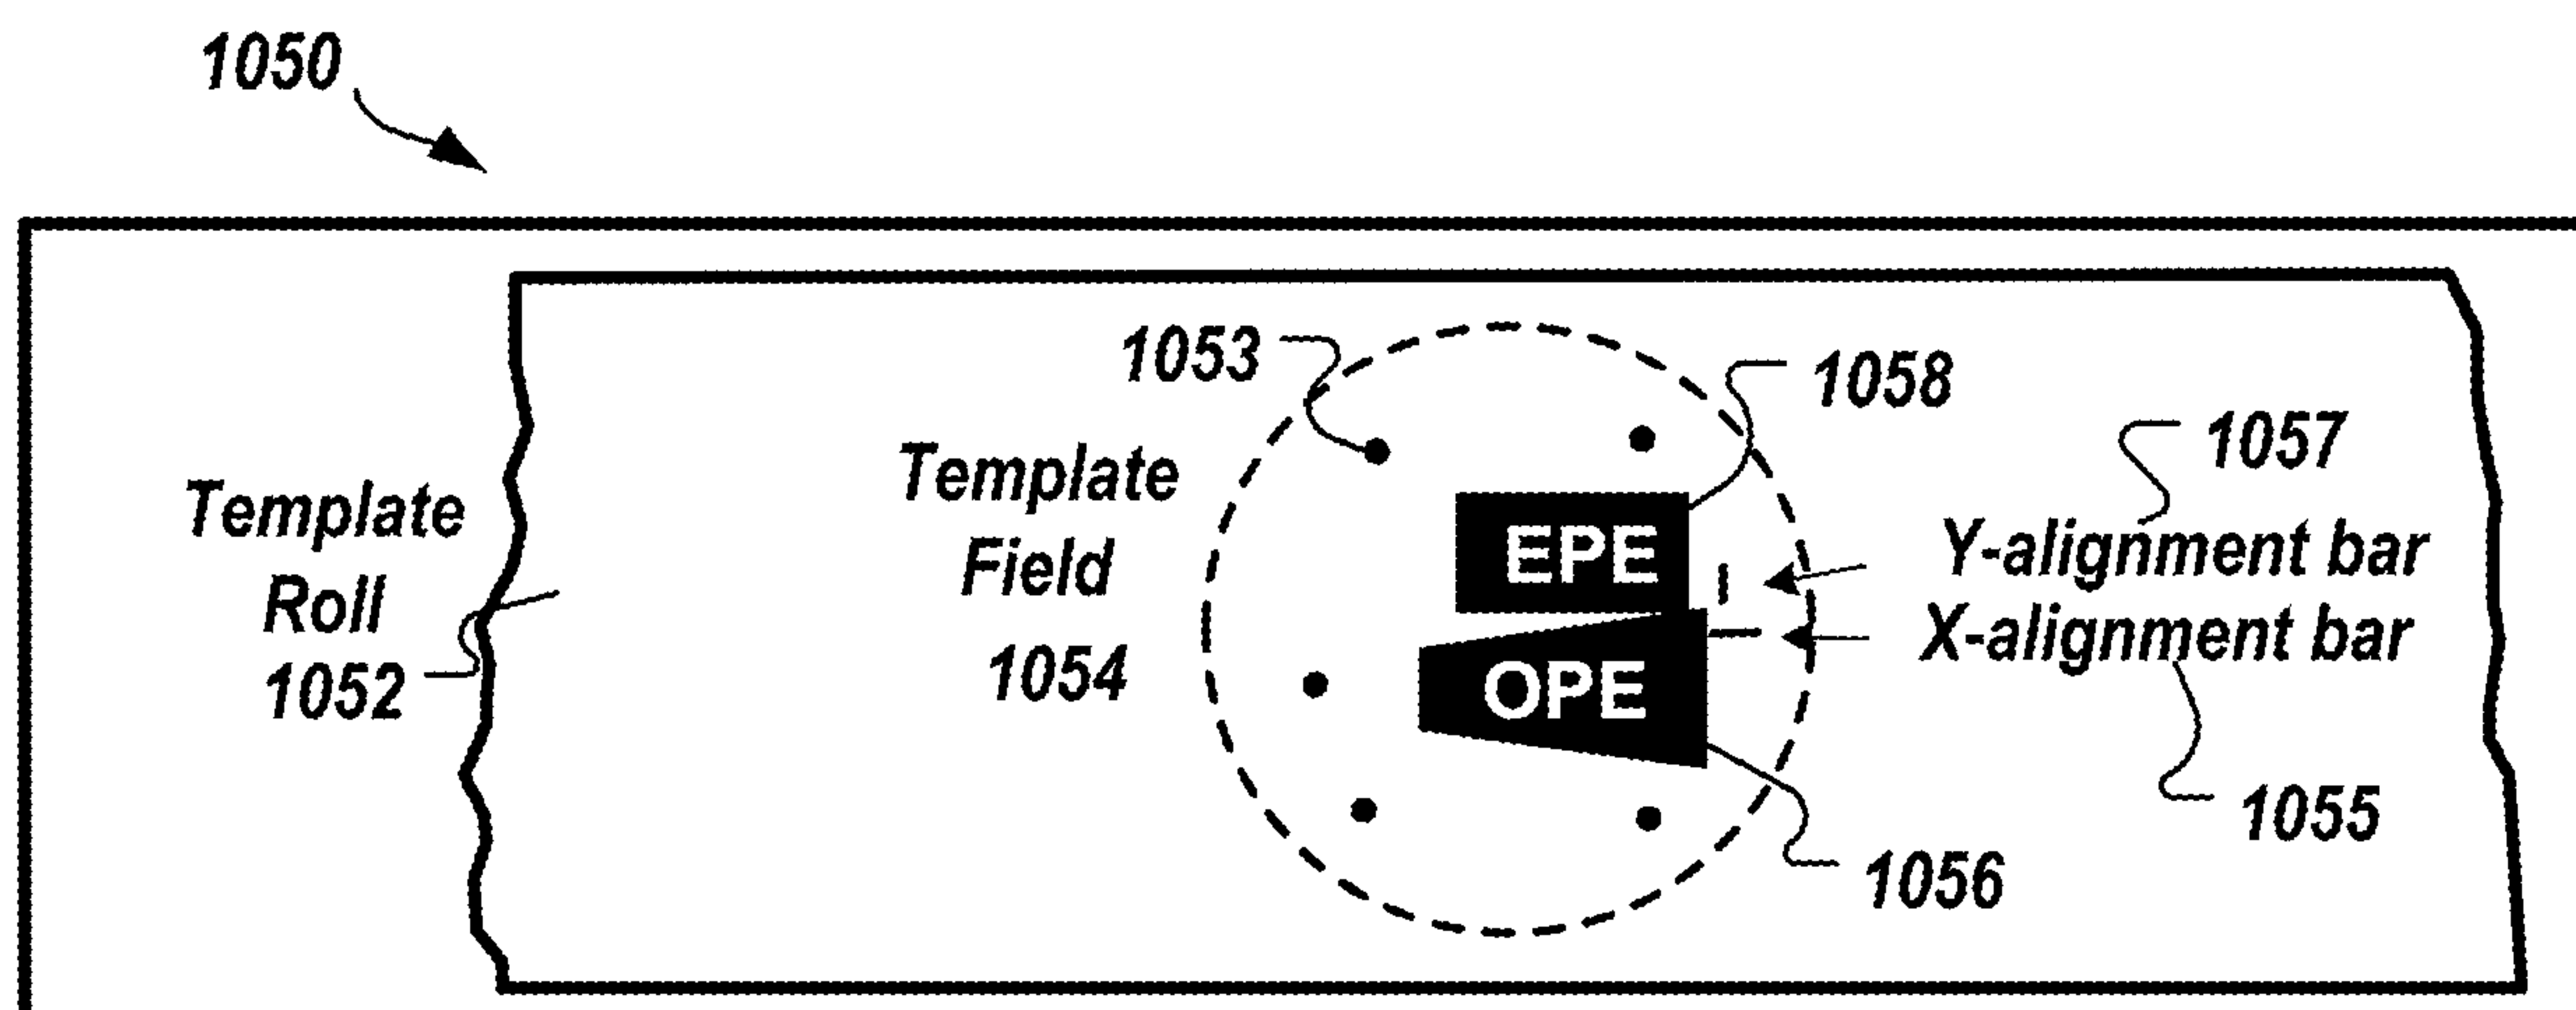 1050
1053
1058
1057
Template
Field
1054
Template
Roll
1052
EPE
OPE
Y-alignment bar
X-alignment bar
1055
1056